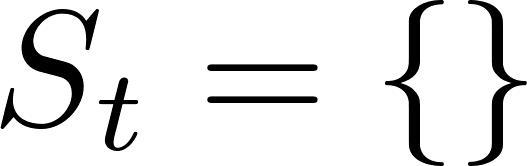 S_t = {}